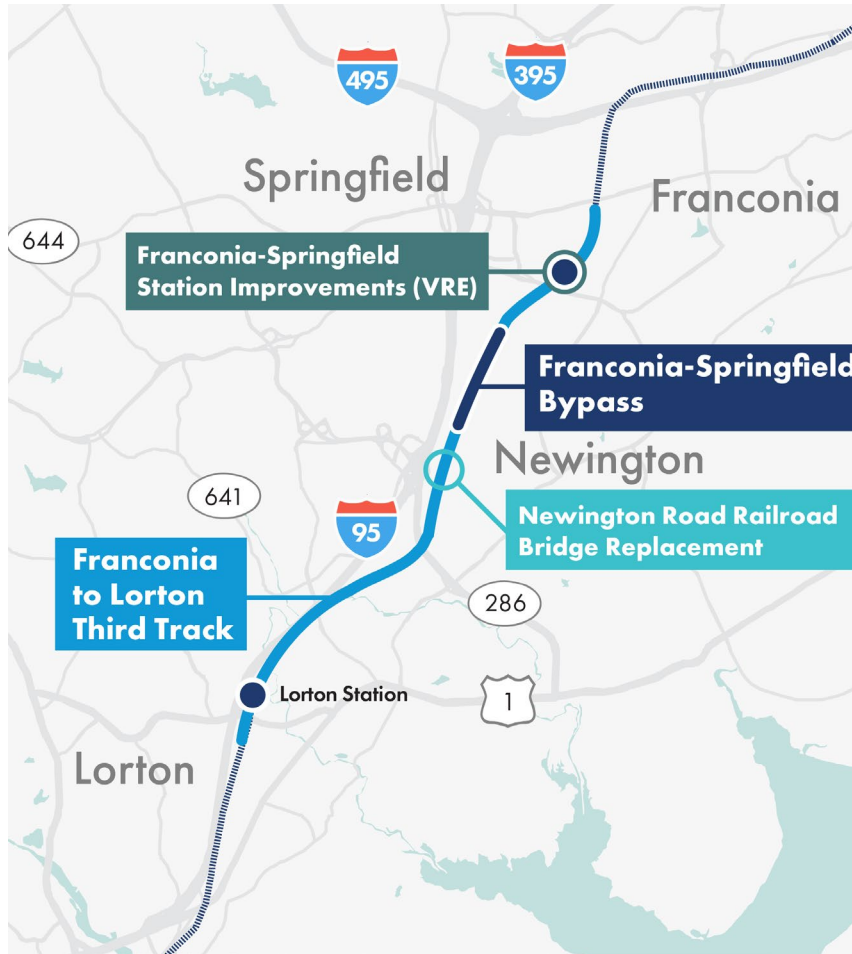 495
395
Springfield
Franconia
644
Franconia-Springfield
Station Improvements (VRE)
Franconia-Springfield
Bypass
Newington
641
95
Newington Road Railroad
Bridge Replacement
Franconia
to Lorton
Third Track
286
Lorton Station
1
Lorton